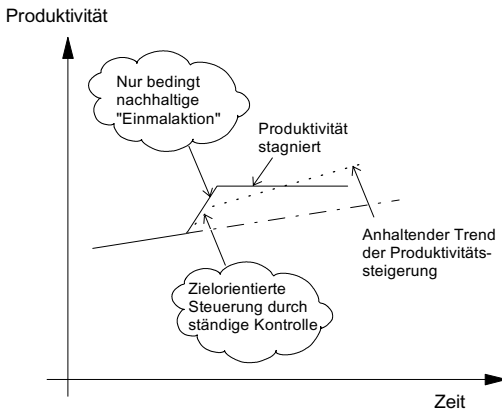 Produktivität
Nur bedingt
nachhaltige
"Einmalaktion"
Produktivität
stagniert
Anhaltender Trend
der Produktivitäts-
steigerung
Zielorientierte
Steuerung durch
ständige Kontrolle
Zeit